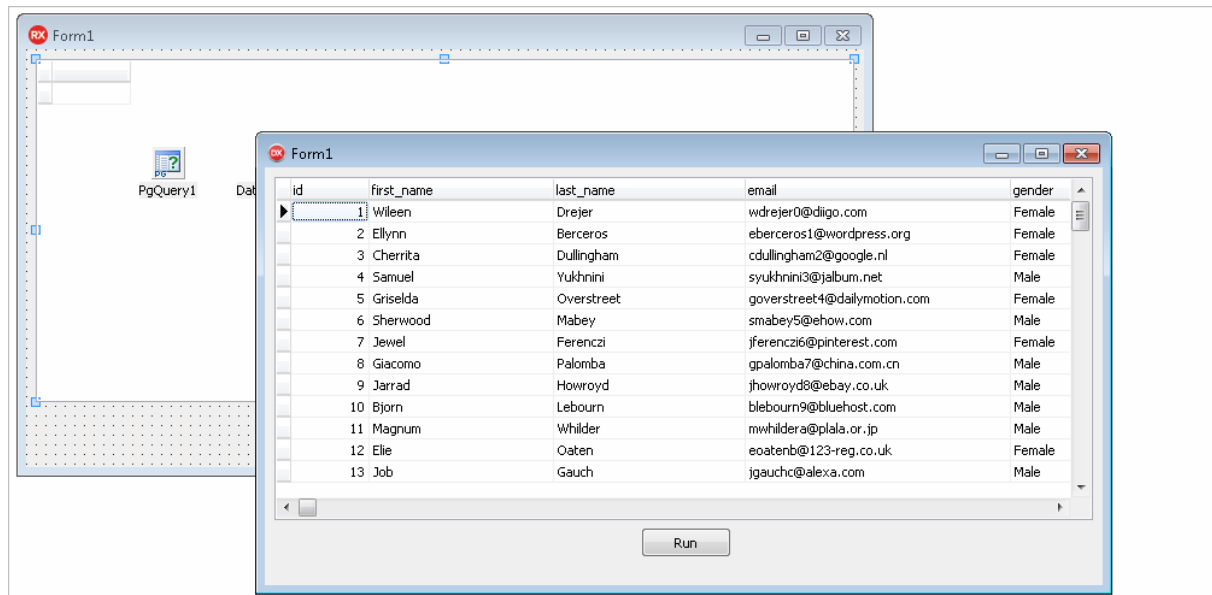 RX Form1
PG
PgQuery1 Dat
DX Form1
id first_name last_name email gender
1 Wileen Drejer wdrejer0@diigo.com Female
2 Ellynn Berceros eberceros1@wordpress.org Female
3 Cherrita Dullingham cdullingham2@google.nl Female
4 Samuel Yukhnini syukhnini3@jalbum.net Male
5 Griselda Overstreet goverstreet4@dailymotion.com Female
6 Sherwood Mabey smabey5@ehow.com Male
7 Jewel Ferenczi jferenczi6@pinterest.com Female
8 Giacomo Palomba gpalomba7@china.com.cn Male
9 Jarrad Howroyd jhowroyd8@ebay.co.uk Male
10 Bjorn Lebourn blebourn9@bluehost.com Male
11 Magnum Whilder mwhildera@plala.or.jp Male
12 Elie Oaten eoatenb@123-reg.co.uk Female
13 Job Gauch jgauchc@alexa.com Male
Run